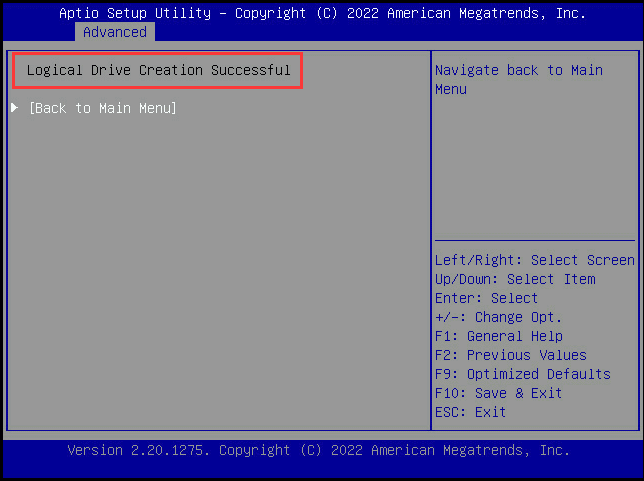 Aptio Setup Utility – Copyright (C) 2022 American Megatrends, Inc.
Advanced
Logical Drive Creation Successful
[Back to Main Menu]
Navigate back to Main
Menu
Left/Right: Select Screen
Up/Down: Select Item
Enter: Select
+/-: Change Opt.
F1: General Help
F2: Previous Values
F9: Optimized Defaults
F10: Save & Exit
ESC: Exit
Version 2.20.1275. Copyright (C) 2022 American Megatrends, Inc.